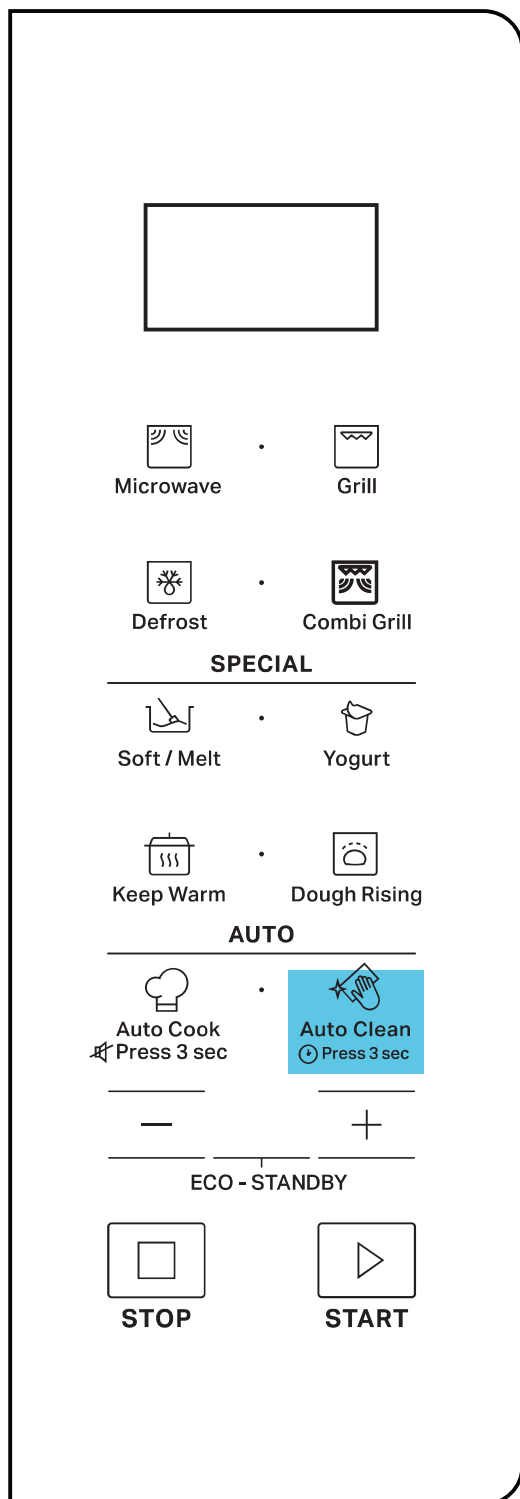 Microwave
Grill
Defrost
Combi Grill
SPECIAL
Soft / Melt
Yogurt
Keep Warm
Dough Rising
AUTO
Auto Cook
Press 3 sec
Auto Clean
Press 3 sec
ECO - STANDBY
STOP
START